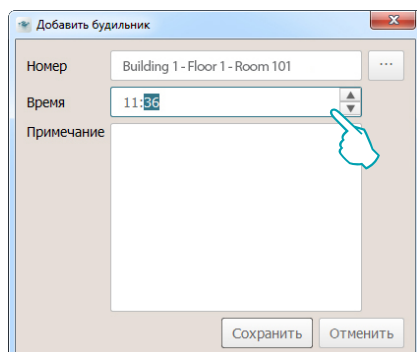 Добавить будильник
Номер Building 1 - Floor 1 - Room 101 ...
Время 11:36
Примечание
Сохранить Отменить